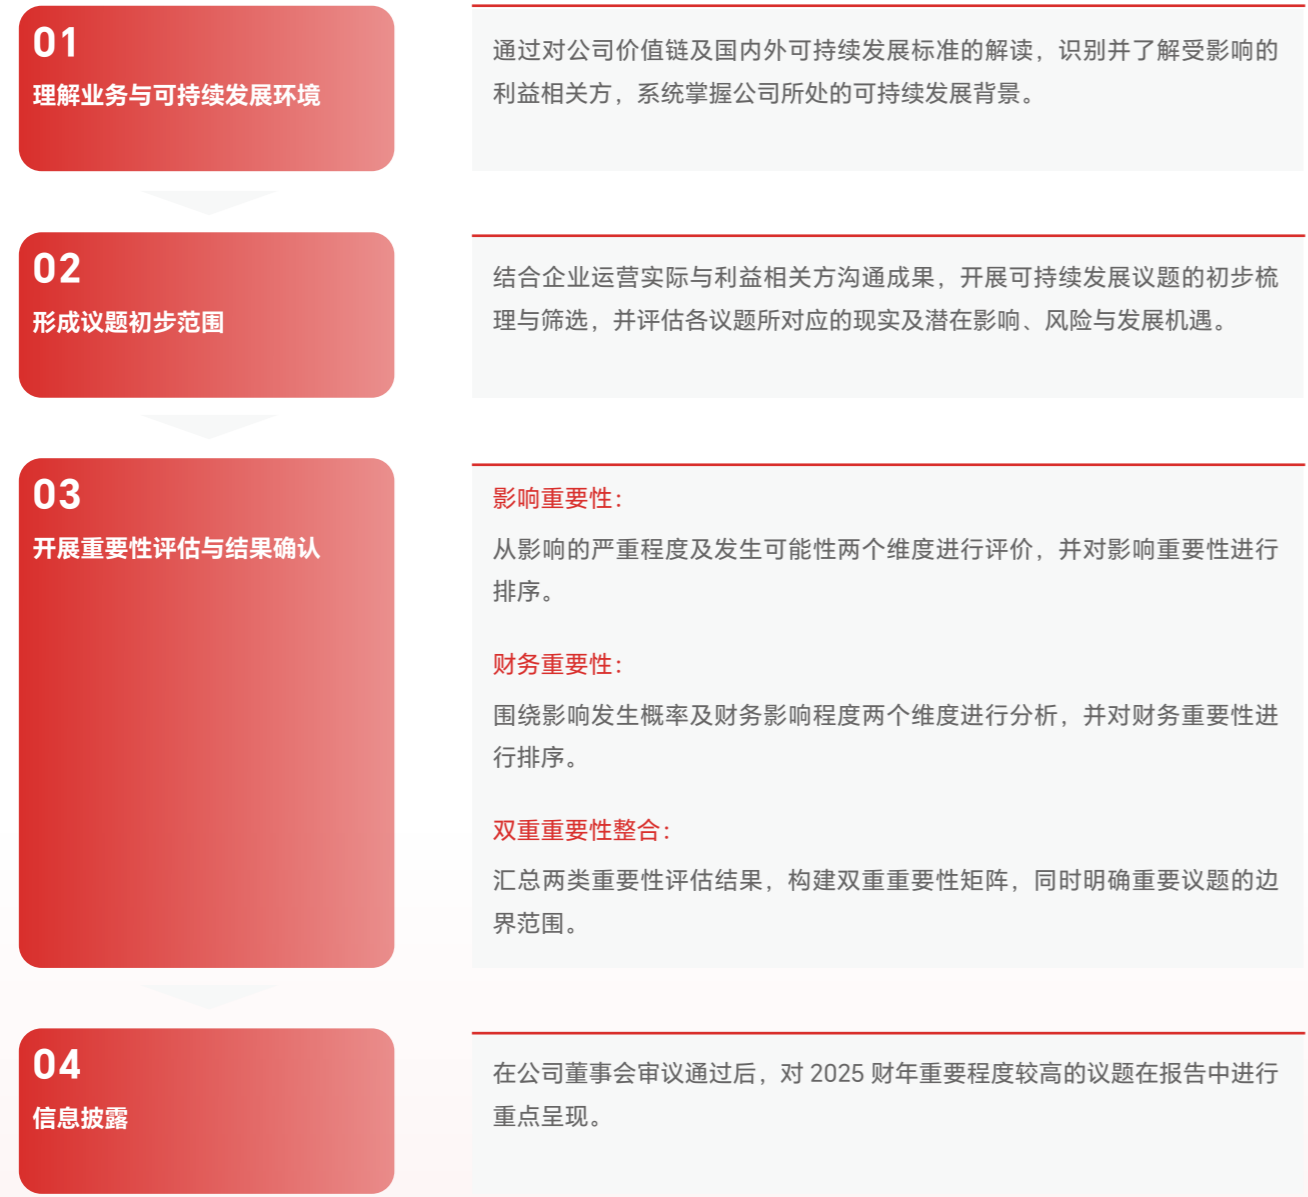 01
理解业务与可持续发展环境
通过对公司价值链及国内外可持续发展标准的解读，识别并了解受影响的
利益相关方，系统掌握公司所处的可持续发展背景。
02
形成议题初步范围
结合企业运营实际与利益相关方沟通成果，开展可持续发展议题的初步梳
理与筛选，并评估各议题所对应的现实及潜在影响、风险与发展机遇。
03
开展重要性评估与结果确认
影响重要性：
从影响的严重程度及发生可能性两个维度进行评价，并对影响重要性进行
排序。
财务重要性：
围绕影响发生概率及财务影响程度两个维度进行分析，并对财务重要性进
行排序。
双重重要性整合：
汇总两类重要性评估结果，构建双重重要性矩阵，同时明确重要议题的边
界范围。
04
信息披露
在公司董事会审议通过后，对 2025 财年重要程度较高的议题在报告中进行
重点呈现。